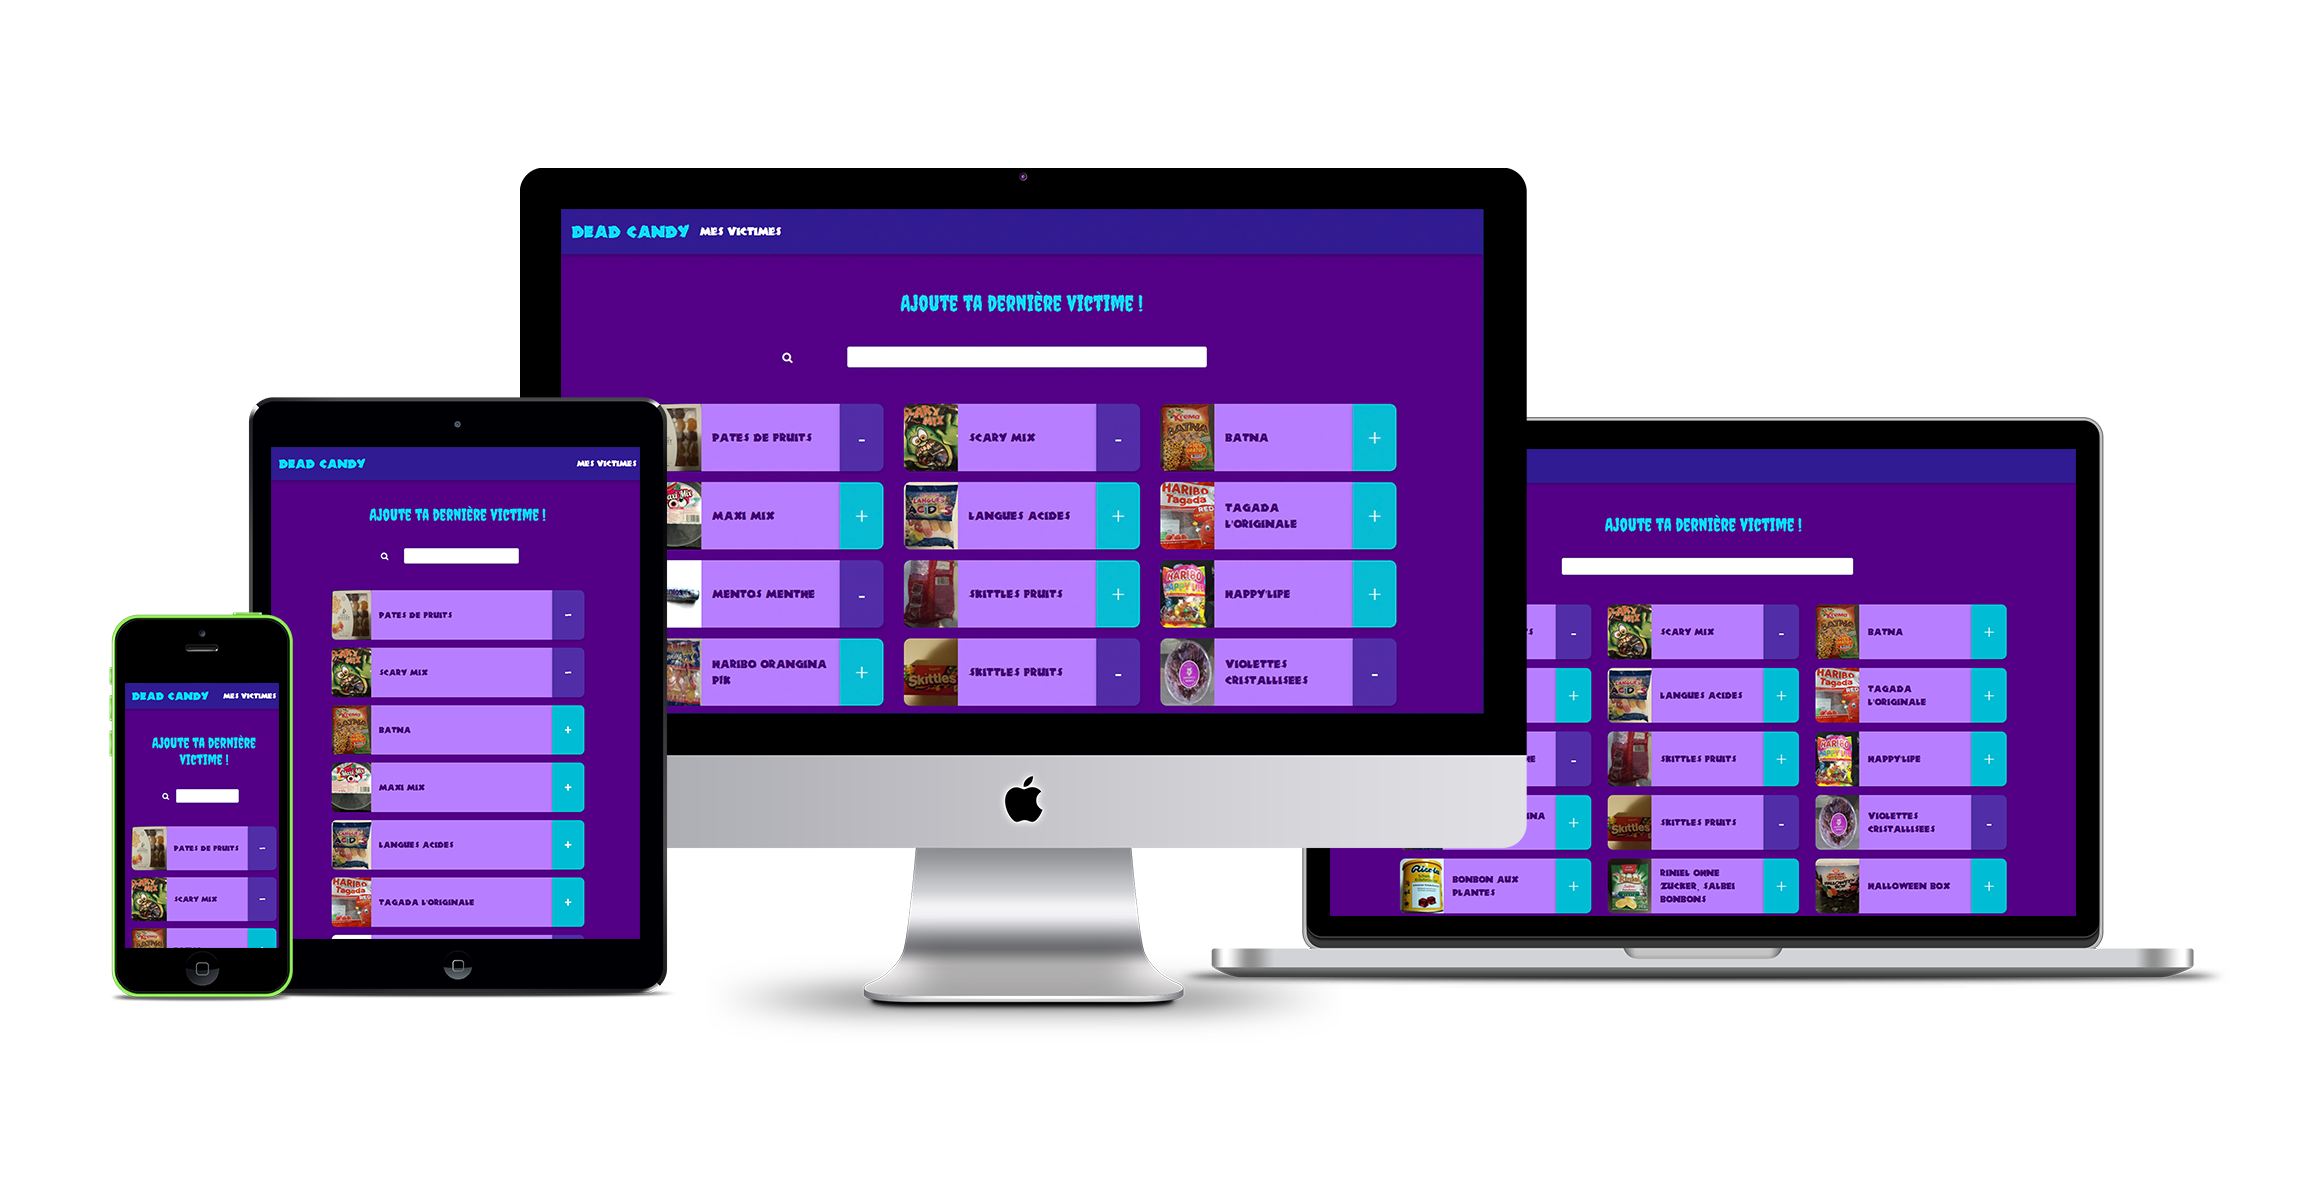 DEAD CANDY MES VICTIMES
AJOUTE TA DERNIÈRE VICTIME !
PATES DE FRUITS -
SCARY MIX -
BATNA +
MAXI MIX +
LANGUES ACIDES +
TAGADA
L'ORIGINALE +
MENTOS MENTHE -
SKITTLES FRUITS +
HAPPY'LIFE +
HARIBO ORANGINA
PIK +
SKITTLES FRUITS -
VIOLETTES
CRISTALLISEES -
DEAD CANDY MES VICTIMES
AJOUTE TA DERNIÈRE VICTIME !
PATES DE FRUITS -
SCARY MIX -
BATNA +
MAXI MIX +
LANGUES ACIDES +
TAGADA L'ORIGINALE +
DEAD CANDY MES VICTIMES
AJOUTE TA DERNIÈRE
VICTIME !
PATES DE FRUITS -
SCARY MIX -
AJOUTE TA DERNIÈRE VICTIME !
SCARY MIX -
BATNA +
LANGUES ACIDES +
TAGADA
L'ORIGINALE +
SKITTLES FRUITS +
HAPPY'LIFE +
SKITTLES FRUITS -
VIOLETTES
CRISTALLISEES -
BONBON AUX
PLANTES +
RINIEL OHNE
ZUCKER, SALBEI
BONBONS +
HALLOWEEN BOX +